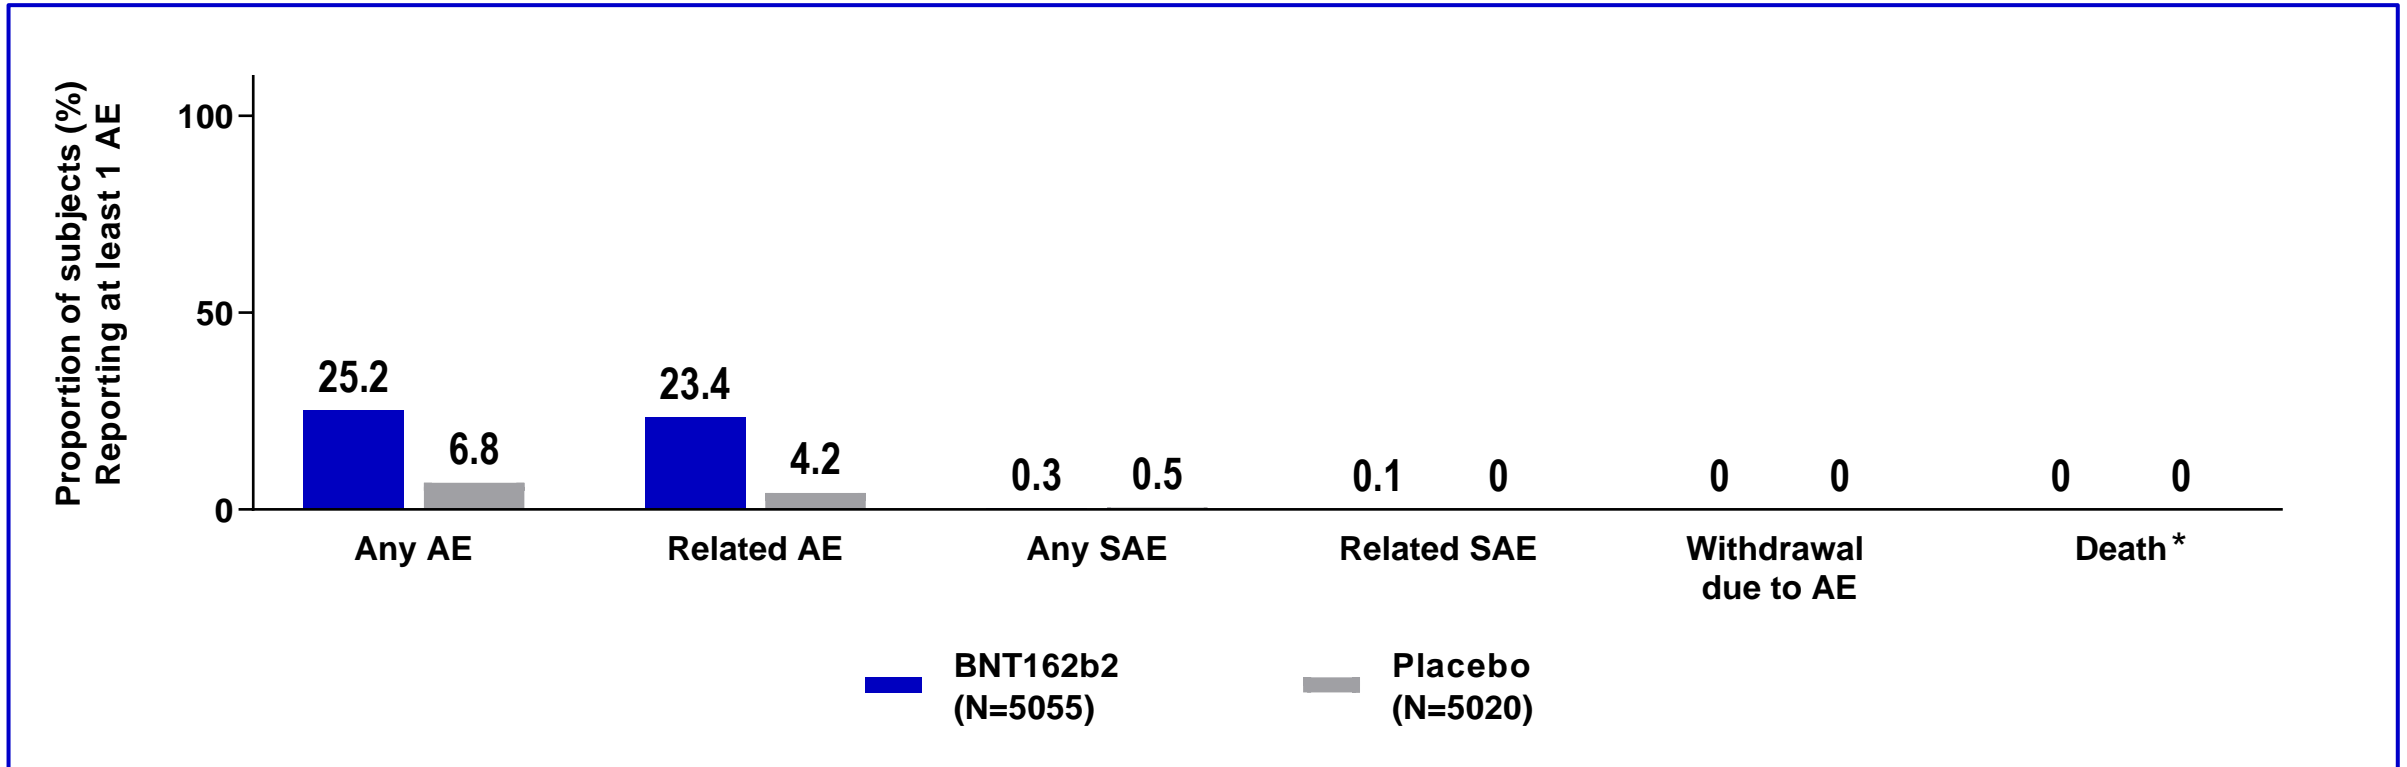 Proportion of subjects (%)
Reporting at least 1 AE
100
50
0
25.2
6.8
23.4
4.2
0.3
0.5
0.1
0
0
0
0
0
Any AE
Related AE
Any SAE
Related SAE
Withdrawal
due to AE
Death*
BNT162b2
(N=5055)
Placebo
(N=5020)